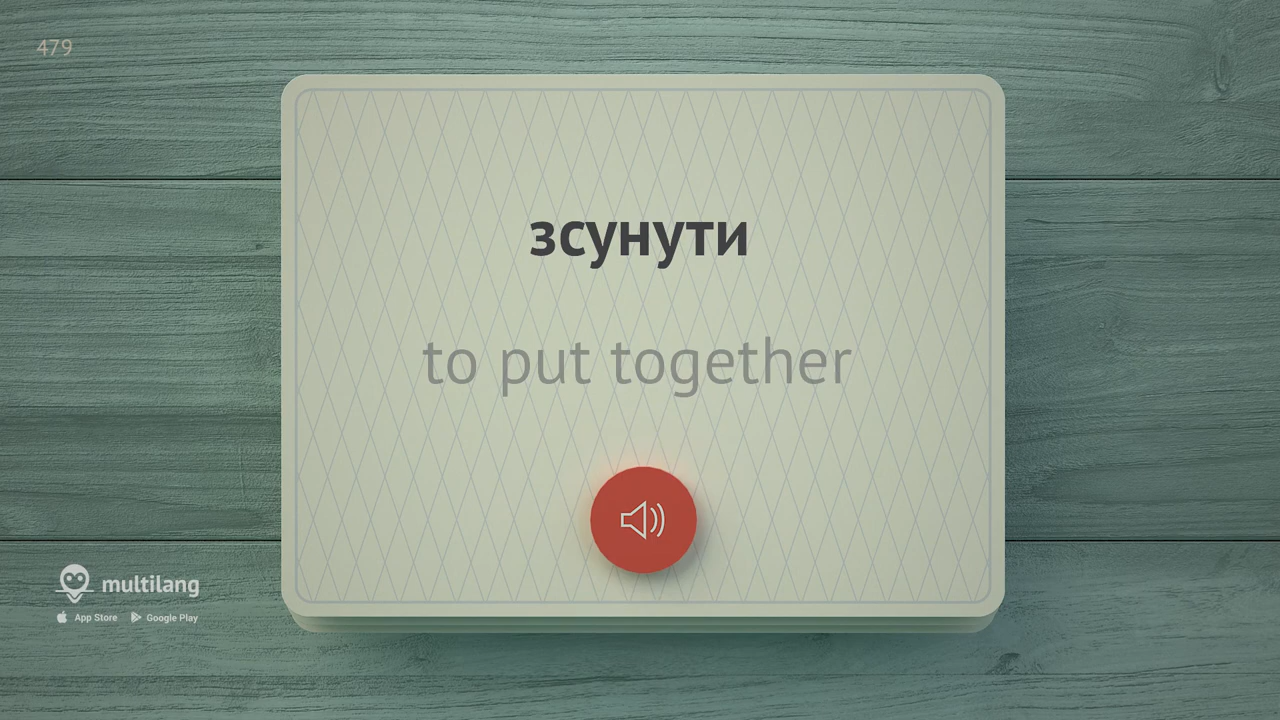 479
зсунути
to put together
multilang
App Store Google Play